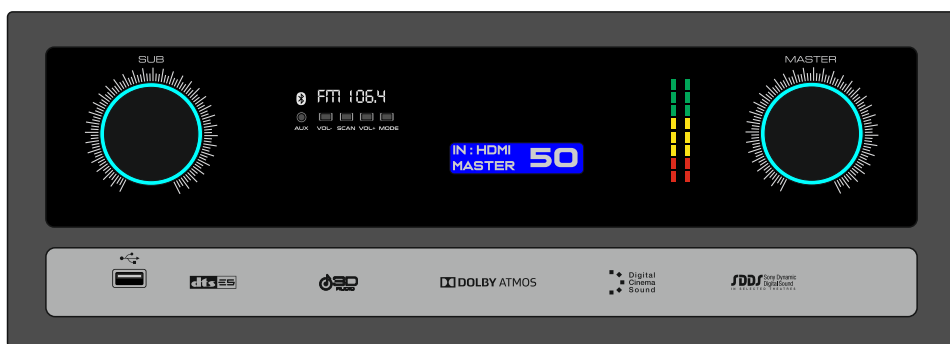 SUB
MASTER
FM 106.4
AUX VOL- SCAN VOL+ MODE
IN : HDMI
MASTER
50
dts ES
3D
AUDIO
DOLBY ATMOS
Digital
Cinema
Sound
SDDS
Sony Dynamic
Digital Sound
IN SELECTED THEATRES